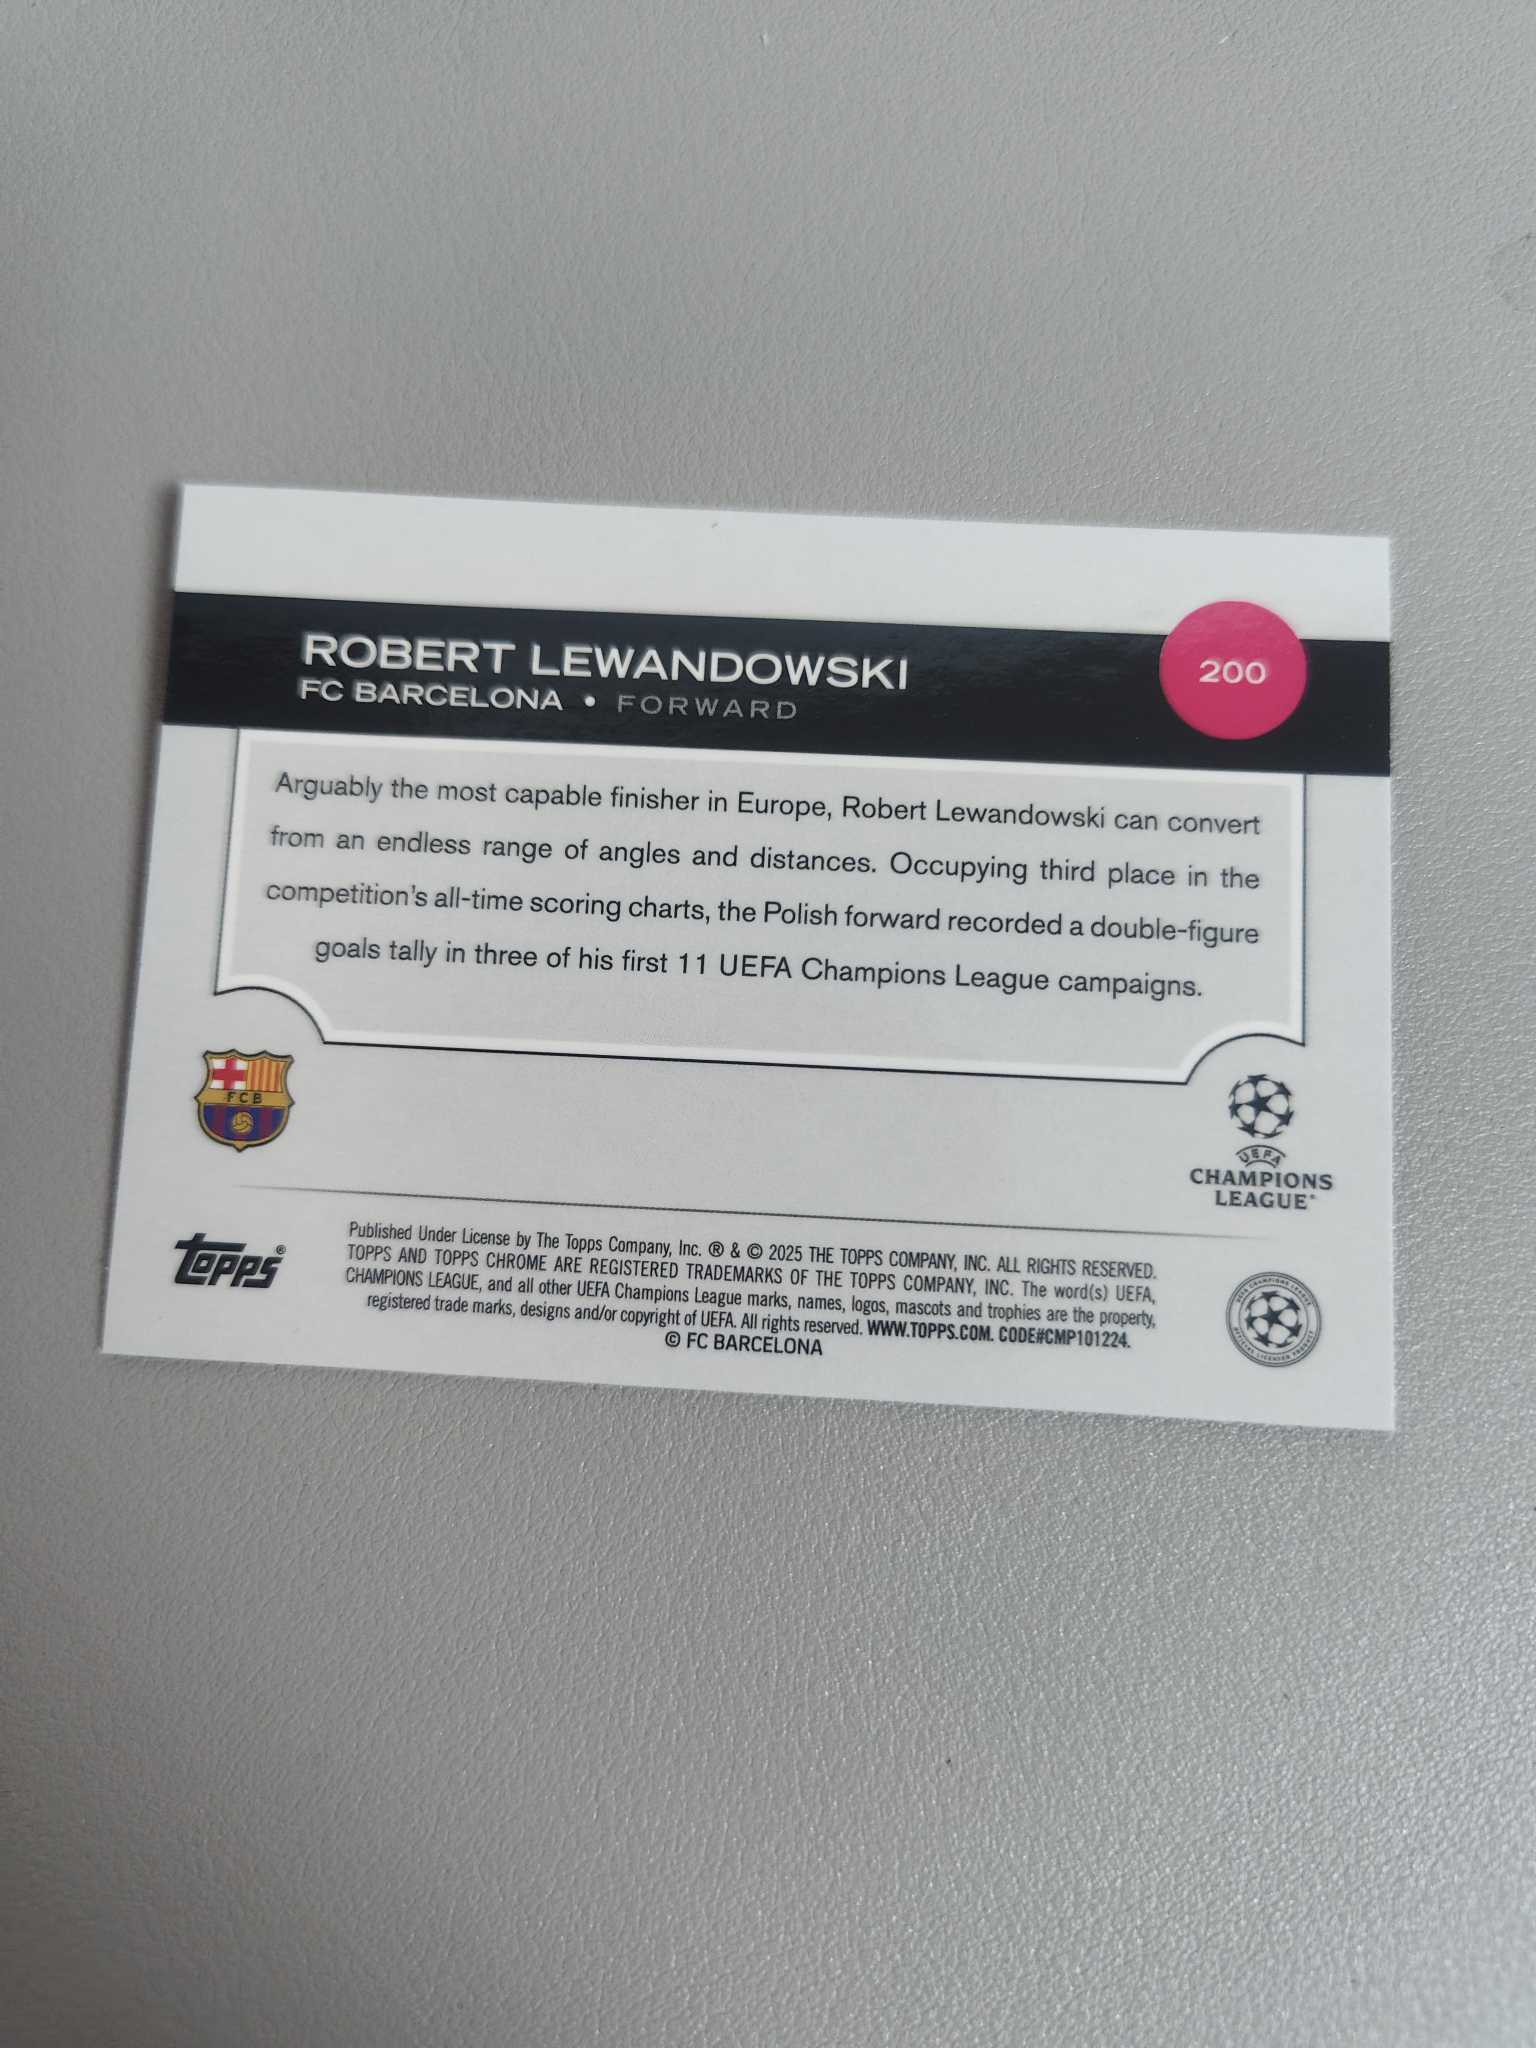 ROBERT LEWANDOWSKI
FC BARCELONA • FORWARD
200
Arguably the most capable finisher in Europe, Robert Lewandowski can convert
from an endless range of angles and distances. Occupying third place in the
competition's all-time scoring charts, the Polish forward recorded a double-figure
goals tally in three of his first 11 UEFA Champions League campaigns.
FCB
UEFA
CHAMPIONS
LEAGUE®
TOPPS®
Published Under License by The Topps Company, Inc. ® & © 2025 THE TOPPS COMPANY, INC. ALL RIGHTS RESERVED.
TOPPS AND TOPPS CHROME ARE REGISTERED TRADEMARKS OF THE TOPPS COMPANY, INC. The word(s) UEFA,
CHAMPIONS LEAGUE, and all other UEFA Champions League marks, names, logos, mascots and trophies are the property,
registered trade marks, designs and/or copyright of UEFA. All rights reserved. WWW.TOPPS.COM. CODE#CMP101224.
© FC BARCELONA
UEFA CHAMPIONS LEAGUE
OFFICIAL LICENSED PRODUCT